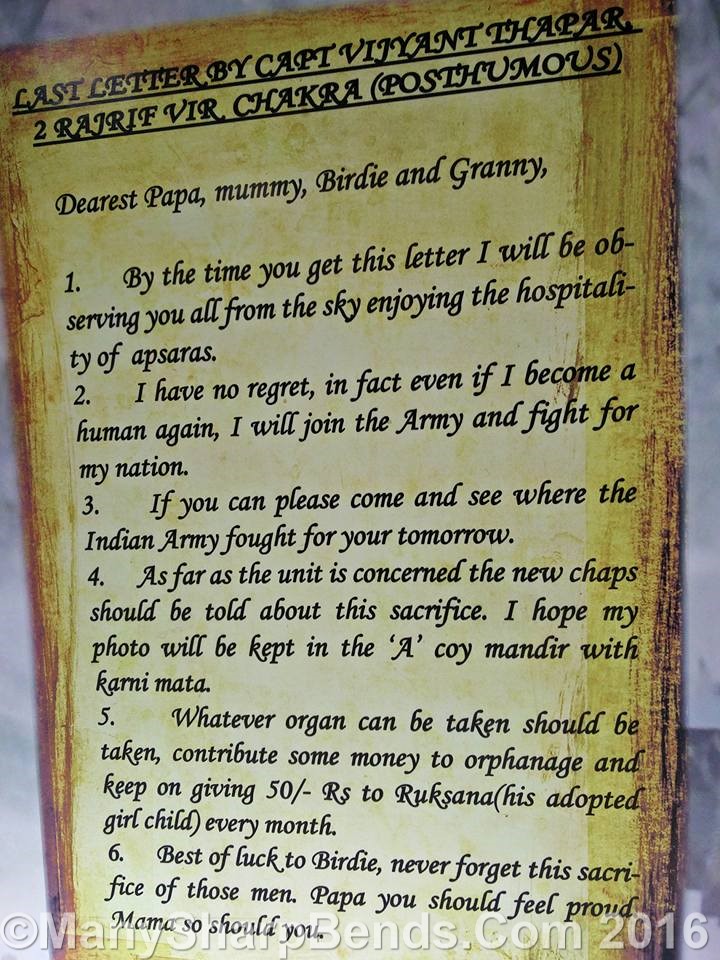 LAST LETTER BY CAPT VIJYANT THAPAR,
2 RAJRIF VIR CHAKRA (POSTHUMOUS)
Dearest Papa, mummy, Birdie and Granny,
1. By the time you get this letter I will be ob-
serving you all from the sky enjoying the hospitali-
ty of apsaras.
2. I have no regret, in fact even if I become a
human again, I will join the Army and fight for
my nation.
3. If you can please come and see where the
Indian Army fought for your tomorrow.
4. As far as the unit is concerned the new chaps
should be told about this sacrifice. I hope my
photo will be kept in the ‘A’ coy mandir with
karni mata.
5. Whatever organ can be taken should be
taken, contribute some money to orphanage and
keep on giving 50/- Rs to Ruksana(his adopted
girl child) every month.
6. Best of luck to Birdie, never forget this sacri-
fice of those men. Papa you should feel proud
Mama so should you.
©ManySharpBends.Com 2016